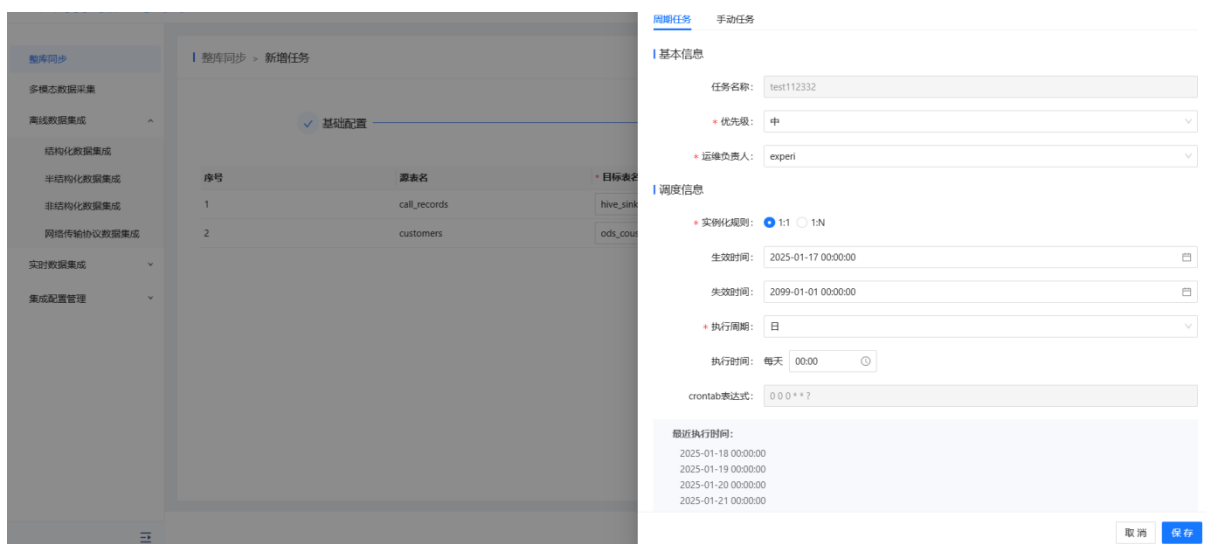 周期任务 手动任务
整库同步
多模态数据采集
离线数据集成
结构化数据集成
半结构化数据集成
非结构化数据集成
网络传输协议数据集成
实时数据集成
集成配置管理
整库同步 > 新增任务
基础配置
序号 源表名 * 目标表名
1 call_records hive_sink
2 customers ods_cous
基本信息
任务名称: test112332
* 优先级: 中
* 运维负责人: experi
调度信息
* 实例化规则: 1:1 1:N
生效时间: 2025-01-17 00:00:00
失效时间: 2099-01-01 00:00:00
* 执行周期: 日
执行时间: 每天 00:00
crontab表达式: 0 0 0 * * ?
最近执行时间:
2025-01-18 00:00:00
2025-01-19 00:00:00
2025-01-20 00:00:00
2025-01-21 00:00:00
取消 保存